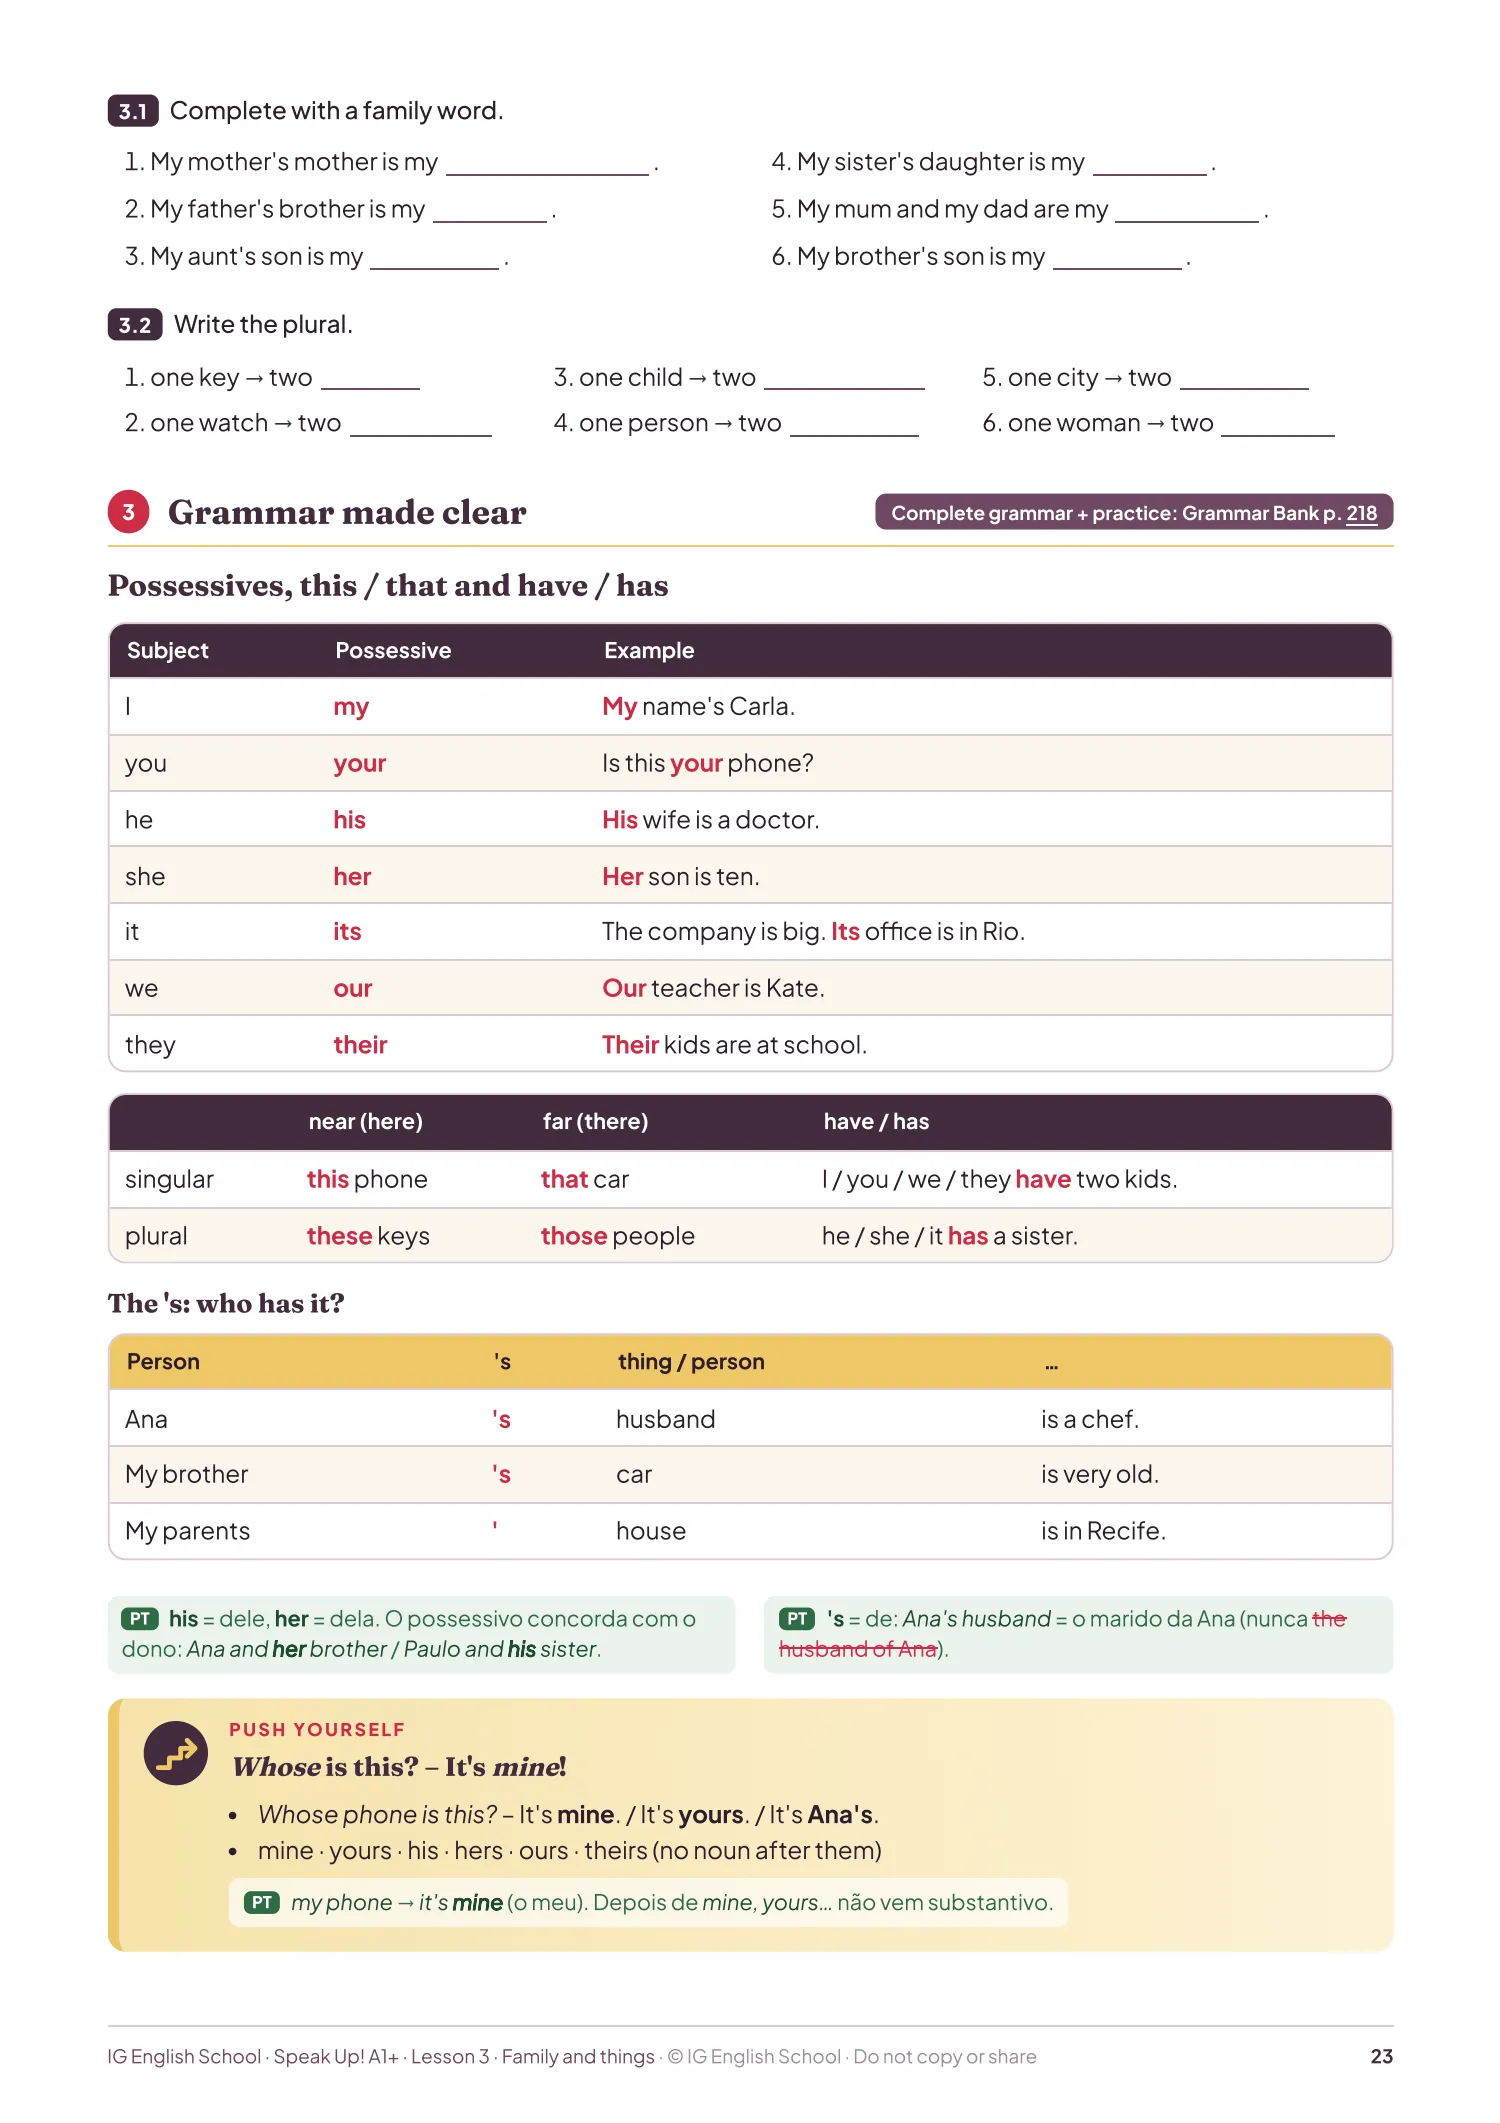 3.1 Complete with a family word.
1. My mother's mother is my ________________ .
2. My father's brother is my _________ .
3. My aunt's son is my __________ .
4. My sister's daughter is my _________ .
5. My mum and my dad are my ___________ .
6. My brother's son is my __________ .
3.2 Write the plural.
1. one key → two ________
2. one watch → two ___________
3. one child → two _____________
4. one person → two __________
5. one city → two __________
6. one woman → two _________
3 Grammar made clear
Complete grammar + practice: Grammar Bank p. 218
Possessives, this / that and have / has
Subject Possessive Example
I my My name's Carla.
you your Is this your phone?
he his His wife is a doctor.
she her Her son is ten.
it its The company is big. Its office is in Rio.
we our Our teacher is Kate.
they their Their kids are at school.
near (here) far (there) have / has
singular this phone that car I / you / we / they have two kids.
plural these keys those people he / she / it has a sister.
The 's: who has it?
Person 's thing / person ...
Ana 's husband is a chef.
My brother 's car is very old.
My parents ' house is in Recife.
PT his = dele, her = dela. O possessivo concorda com o
dono: Ana and her brother / Paulo and his sister.
PT 's = de: Ana's husband = o marido da Ana (nunca the
husband of Ana).
PUSH YOURSELF
Whose is this? – It's mine!
• Whose phone is this? – It's mine. / It's yours. / It's Ana's.
• mine · yours · his · hers · ours · theirs (no noun after them)
PT my phone → it's mine (o meu). Depois de mine, yours... não vem substantivo.
IG English School · Speak Up! A1+ · Lesson 3 · Family and things · © IG English School · Do not copy or share
23